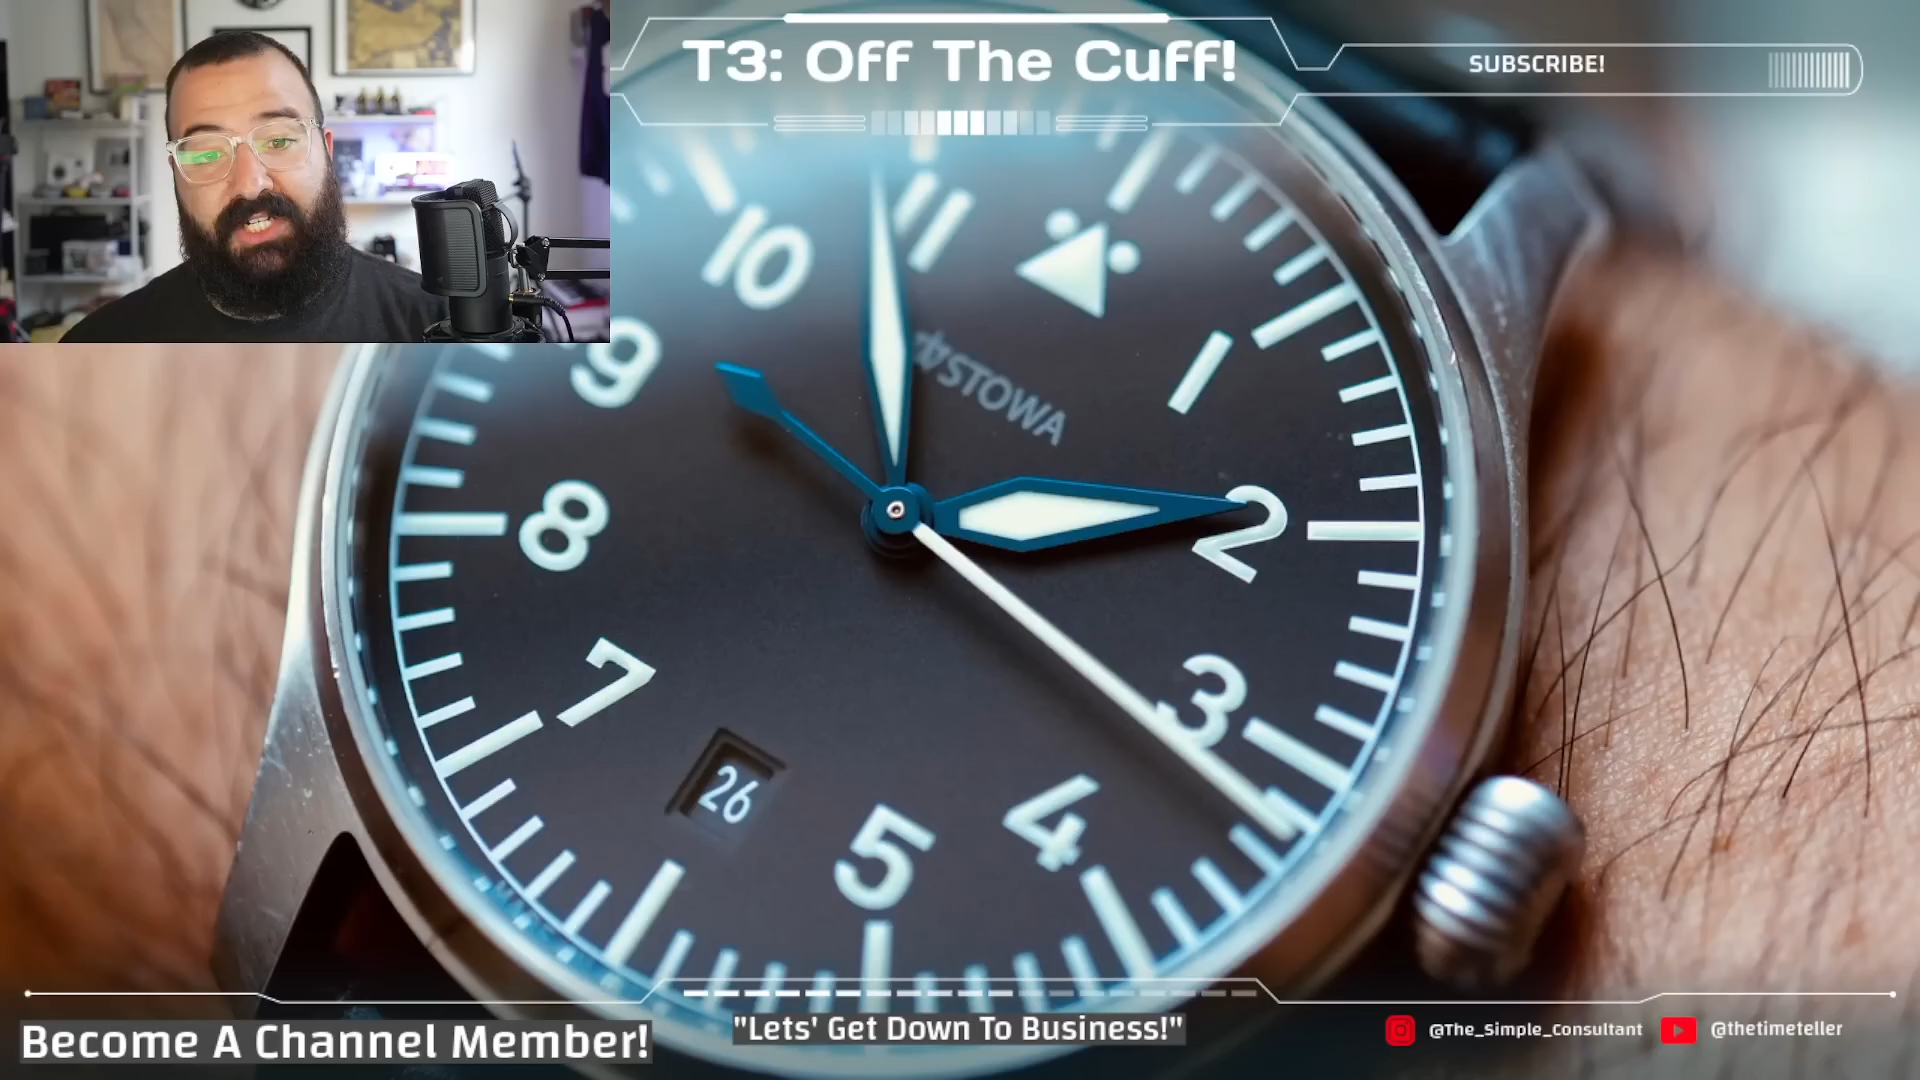 T3: Off The Cuff!
SUBSCRIBE!
10
11
9
STOWA
1
8
2
7
3
26
4
5
Become A Channel Member!
"Lets' Get Down To Business!"
@The_Simple_Consultant
@thetimeteller